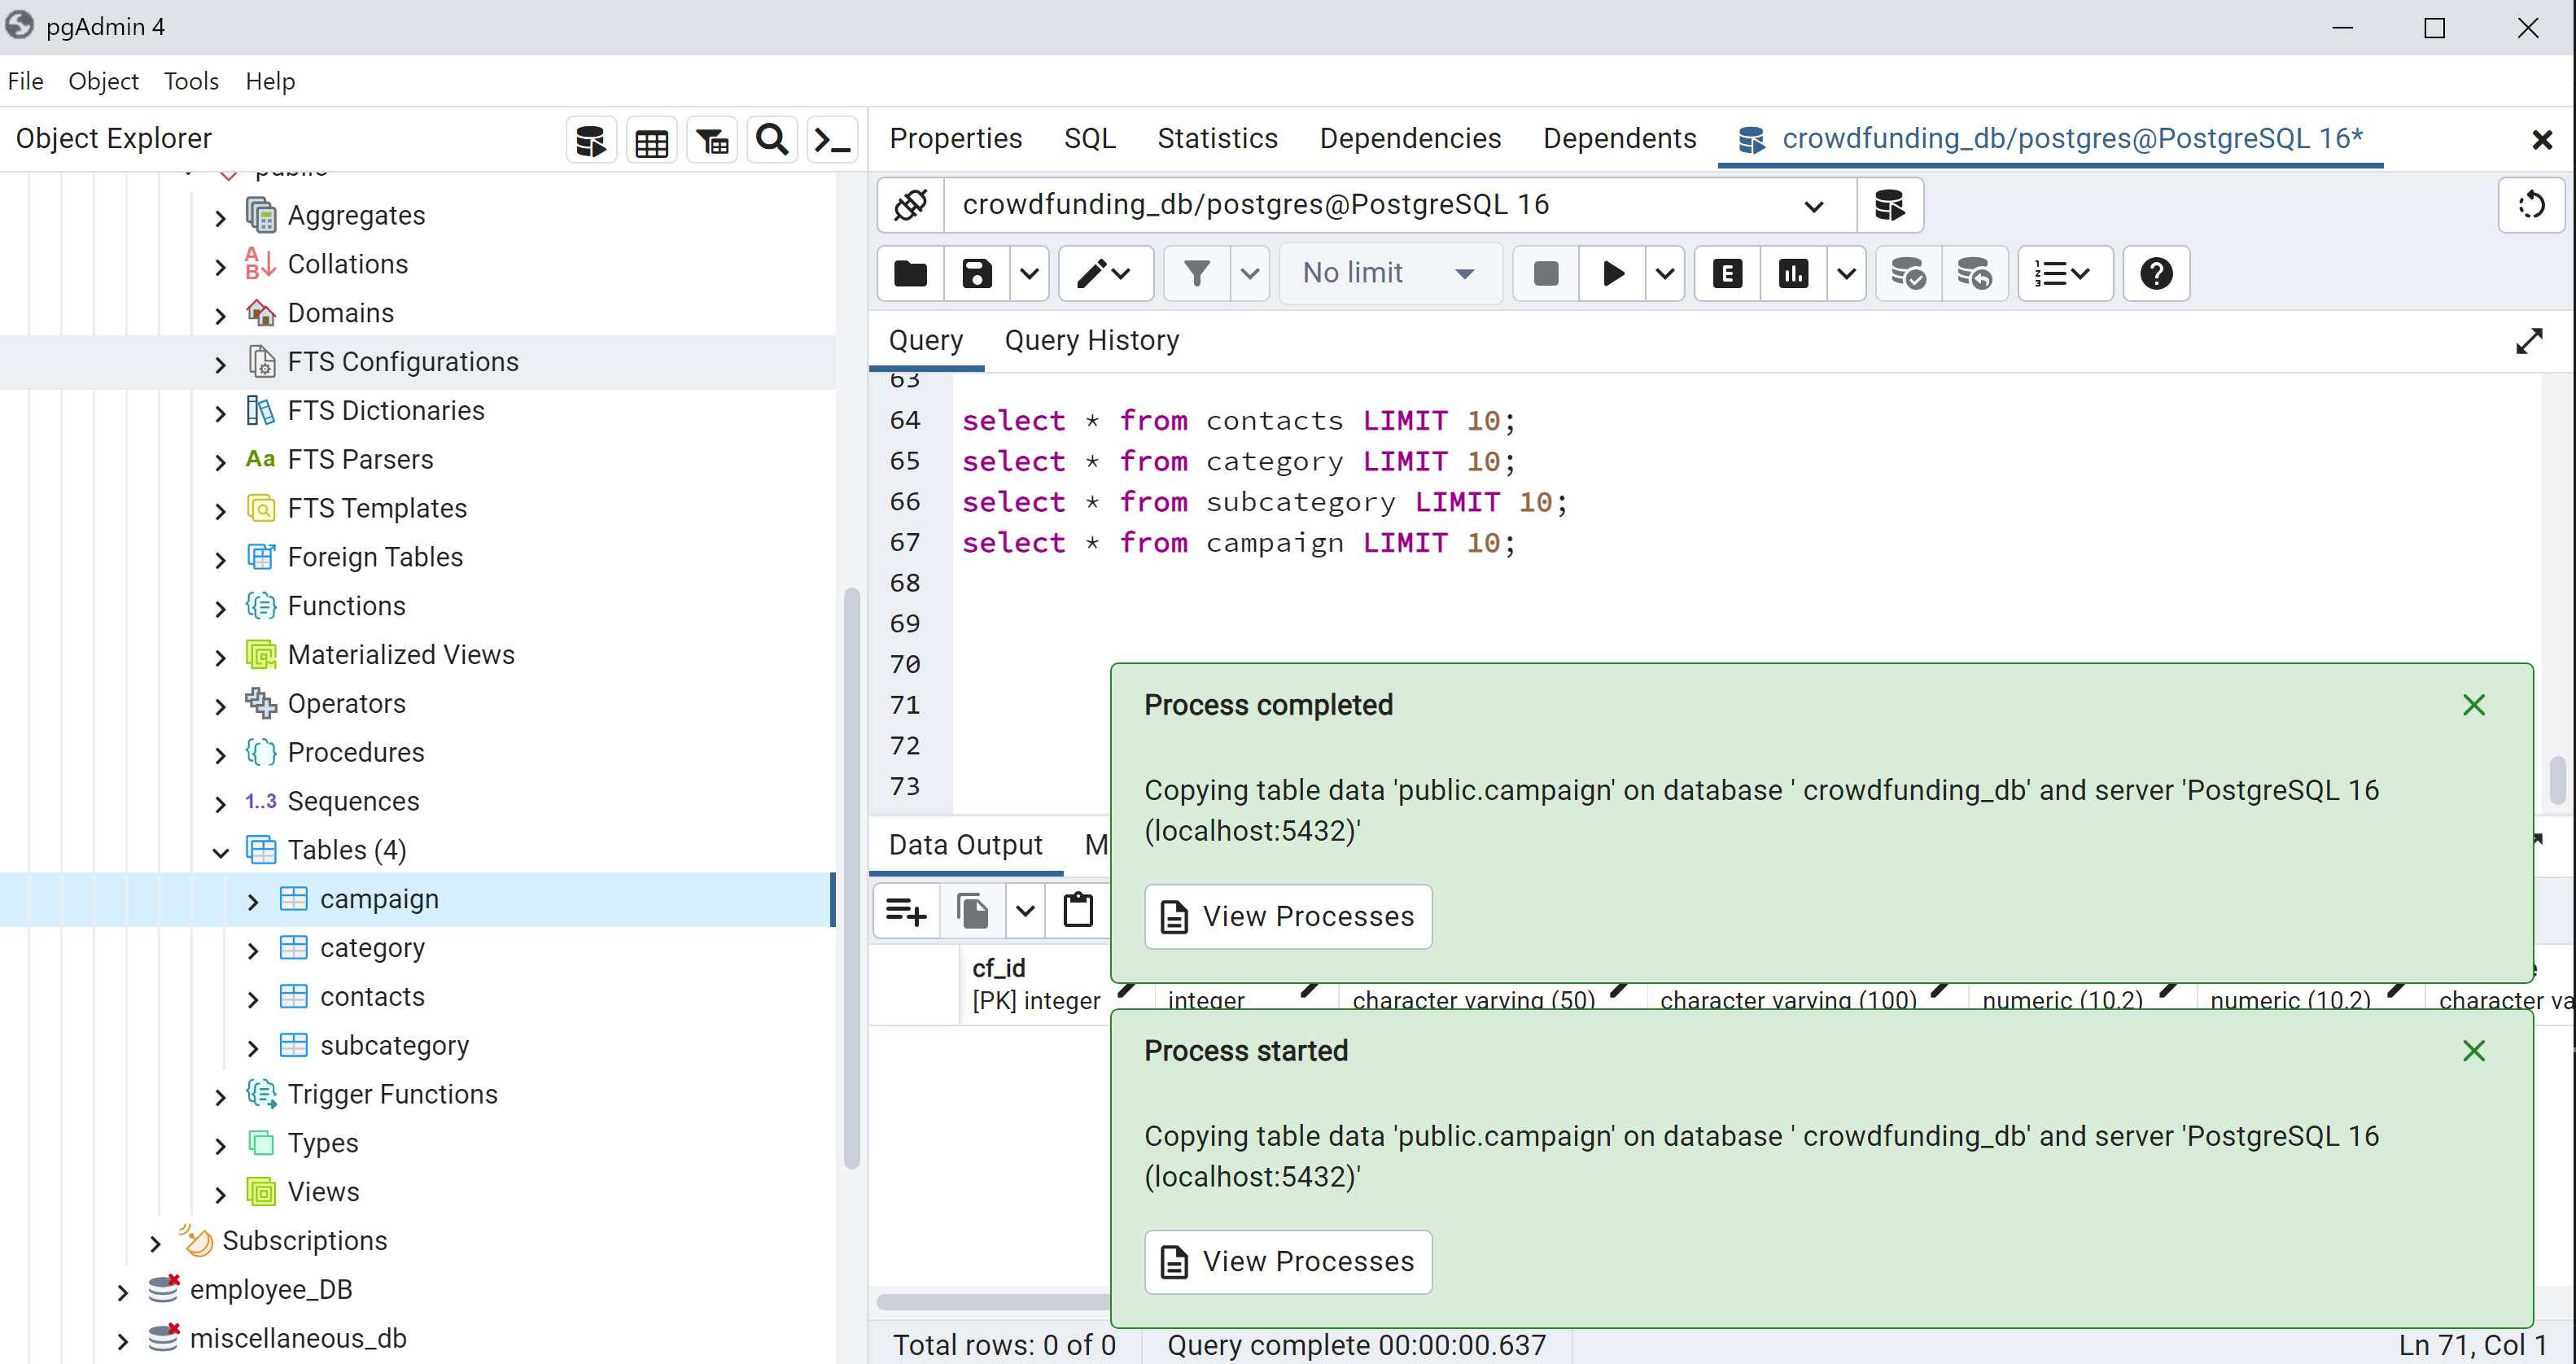 pgAdmin 4
File Object Tools Help
Object Explorer
Properties SQL Statistics Dependencies Dependents crowdfunding_db/postgres@PostgreSQL 16*
public
Aggregates
Collations
Domains
FTS Configurations
FTS Dictionaries
Aa FTS Parsers
FTS Templates
Foreign Tables
Functions
Materialized Views
Operators
Procedures
1..3 Sequences
Tables (4)
campaign
category
contacts
subcategory
Trigger Functions
Types
Views
Subscriptions
employee_DB
miscellaneous_db
crowdfunding_db/postgres@PostgreSQL 16
No limit
E
Query Query History
63
64 select * from contacts LIMIT 10;
65 select * from category LIMIT 10;
66 select * from subcategory LIMIT 10;
67 select * from campaign LIMIT 10;
68
69
70
71
72
73
Process completed
Copying table data 'public.campaign' on database ' crowdfunding_db' and server 'PostgreSQL 16
(localhost:5432)'
View Processes
Data Output M
cf_id
[PK] integer integer character varying (50) character varying (100) numeric (10,2) numeric (10,2) character va
Process started
Copying table data 'public.campaign' on database ' crowdfunding_db' and server 'PostgreSQL 16
(localhost:5432)'
View Processes
Total rows: 0 of 0 Query complete 00:00:00.637 Ln 71, Col 1